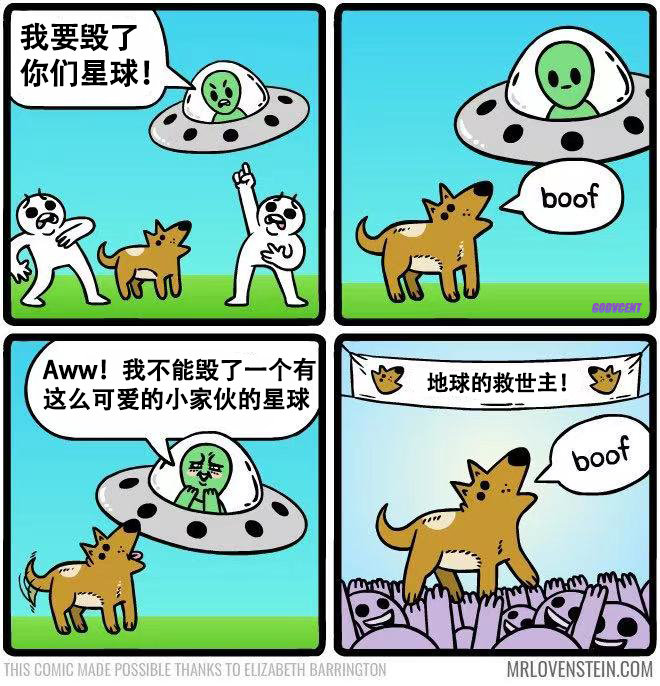 我要毁了
你们星球！
boof
GODVCENT
Aww！我不能毁了一个有
这么可爱的小家伙的星球
地球的救世主！
boof
THIS COMIC MADE POSSIBLE THANKS TO ELIZABETH BARRINGTON
MRLOVENSTEIN.COM